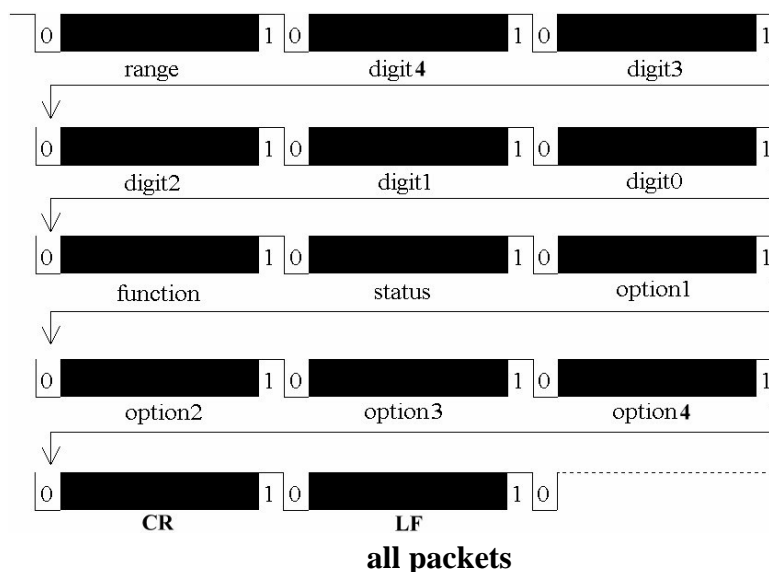 0 1 0 1 0 1
range digit4 digit3
0 1 0 1 0 1
digit2 digit1 digit0
0 1 0 1 0 1
function status option1
0 1 0 1 0 1
option2 option3 option4
0 1 0 1 0
CR LF
all packets